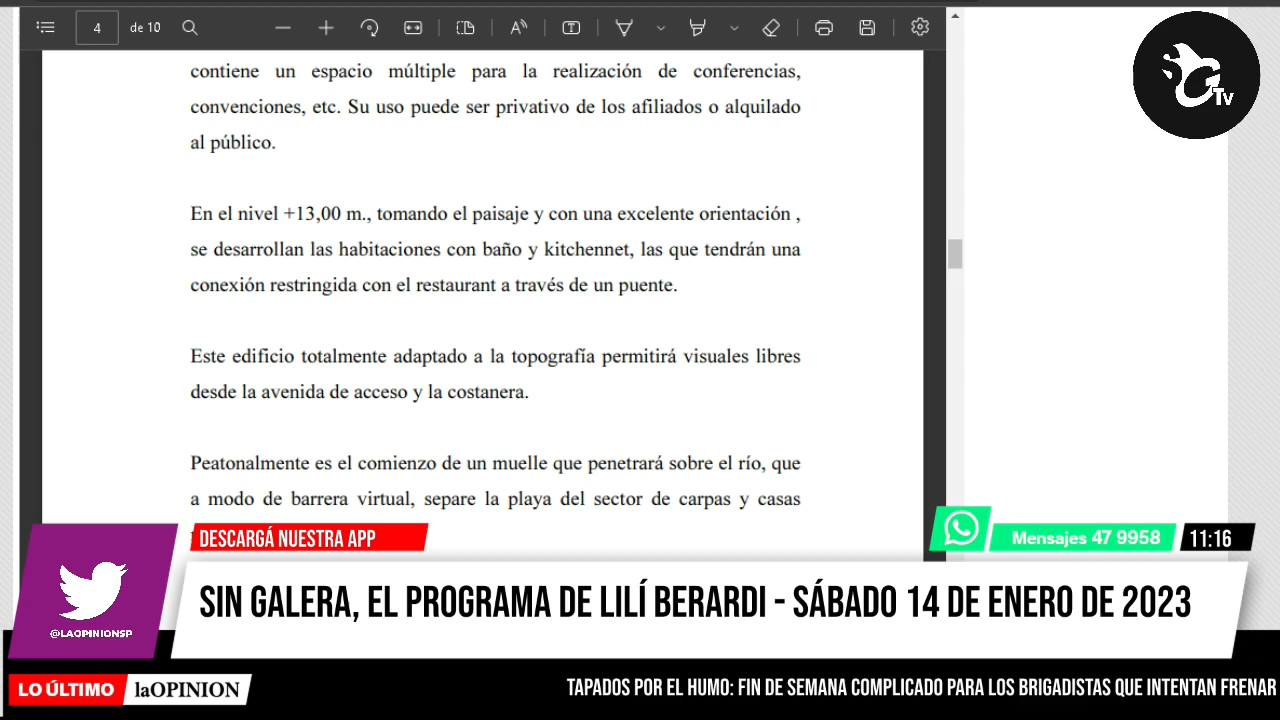 4 de 10
contiene un espacio múltiple para la realización de conferencias,
convenciones, etc. Su uso puede ser privativo de los afiliados o alquilado
al público.
En el nivel +13,00 m., tomando el paisaje y con una excelente orientación ,
se desarrollan las habitaciones con baño y kitchennet, las que tendrán una
conexión restringida con el restaurant a través de un puente.
Este edificio totalmente adaptado a la topografía permitirá visuales libres
desde la avenida de acceso y la costanera.
Peatonalmente es el comienzo de un muelle que penetrará sobre el río, que
a modo de barrera virtual, separe la playa del sector de carpas y casas
SG Tv
DESCARGÁ NUESTRA APP
Mensajes 47 9958
11:16
SIN GALERA, EL PROGRAMA DE LILÍ BERARDI - SÁBADO 14 DE ENERO DE 2023
@LAOPINIONSP
LO ÚLTIMO
laOPINION
TAPADOS POR EL HUMO: FIN DE SEMANA COMPLICADO PARA LOS BRIGADISTAS QUE INTENTAN FRENAR